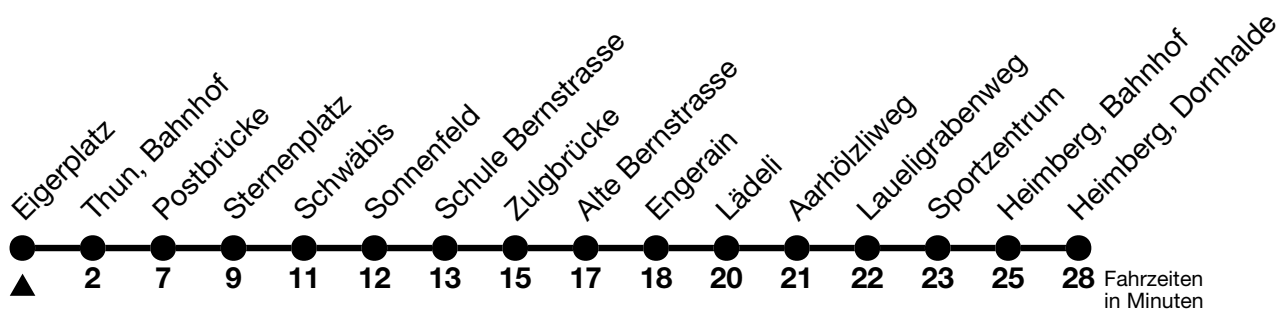 Eigerplatz
Thun, Bahnhof
Postbrücke
Sternenplatz
Schwäbis
Sonnenfeld
Schule Bernstrasse
Zulgbrücke
Alte Bernstrasse
Engerain
Lädeli
Aarhölzliweg
Laueligrabenweg
Sportzentrum
Heimberg, Bahnhof
Heimberg, Dornhalde
2 7 9 11 12 13 15 17 18 20 21 22 23 25 28 Fahrzeiten
in Minuten